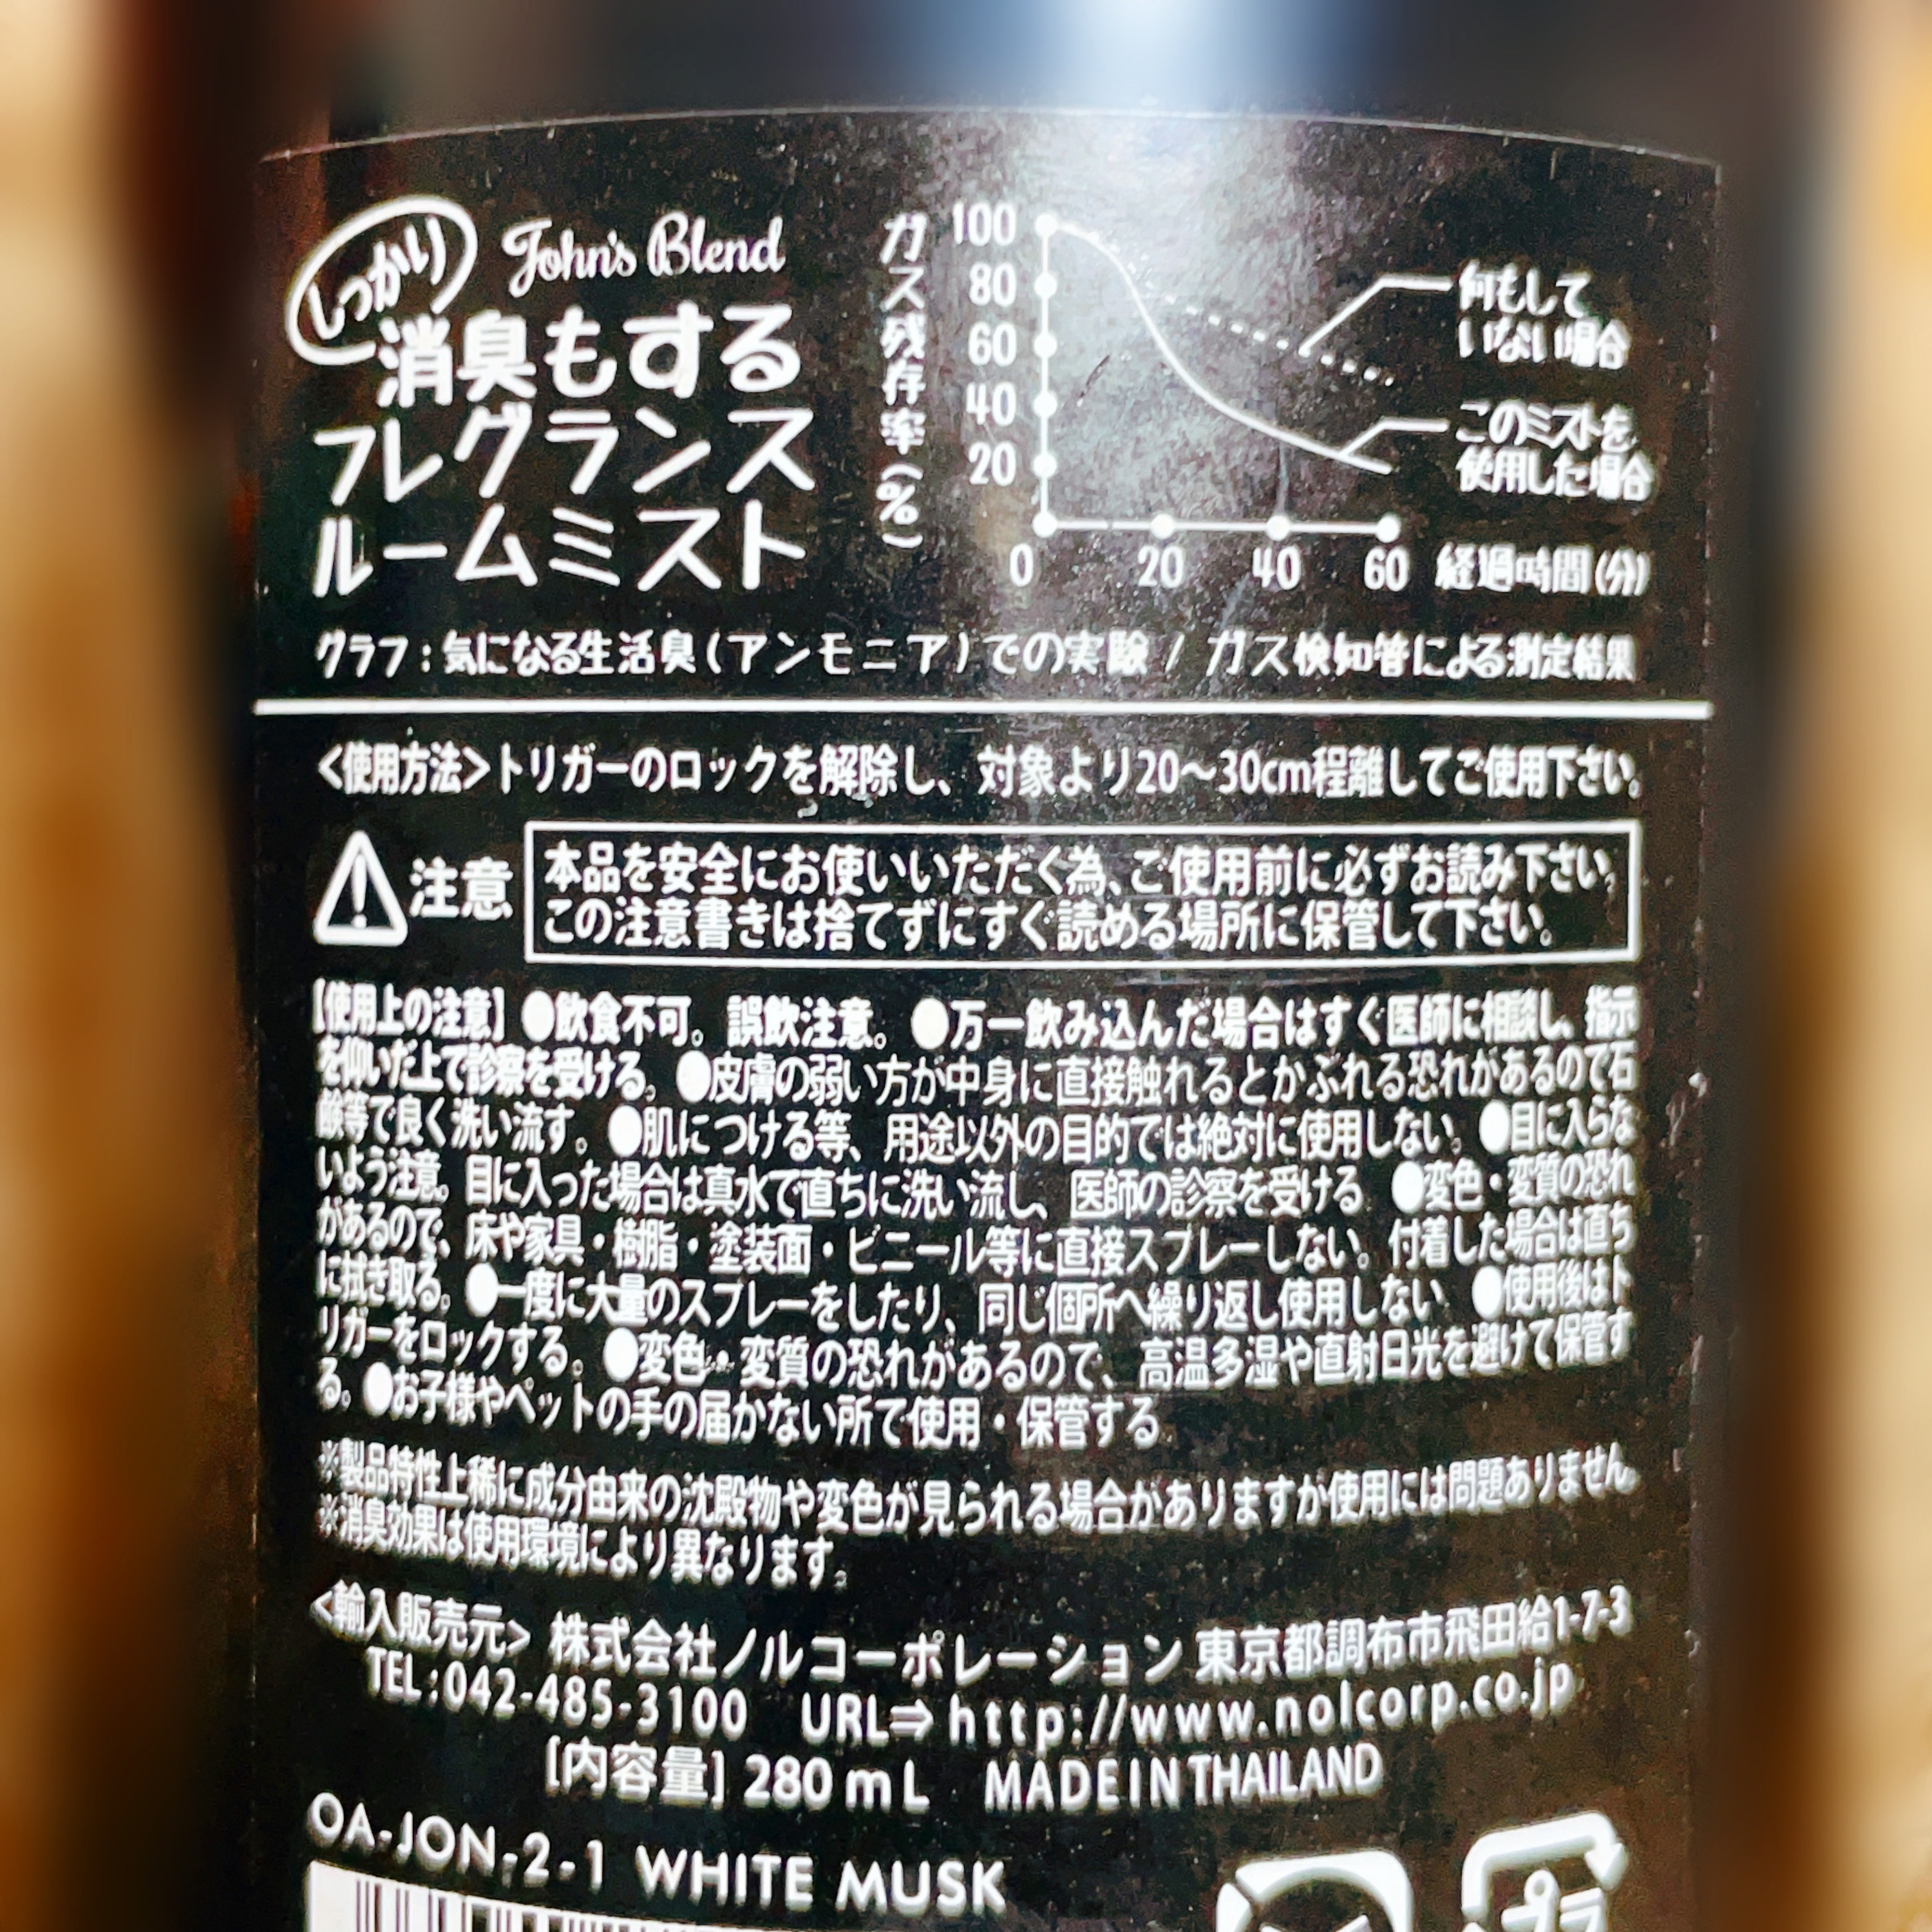 しっかり John's Blend
消臭もする
フレグランス
ルームミスト
ガス残存率(%)
100
80
60
40
20
0 20 40 60 経過時間(分)
何もして
いない場合
このミストを
使用した場合
グラフ:気になる生活臭(アンモニア)での実験 / ガス検知管による測定結果
<使用方法>トリガーのロックを解除し、対象より20～30cm程離してご使用下さい。
注意
本品を安全にお使いいただく為、ご使用前に必ずお読み下さい。
この注意書きは捨てずにすぐ読める場所に保管して下さい。
【使用上の注意】●飲食不可。誤飲注意。●万一飲み込んだ場合はすぐ医師に相談し、指示
を仰いだ上で診察を受ける。●皮膚の弱い方が中身に直接触れるとかぶれる恐れがあるので石
鹸等で良く洗い流す。●肌につける等、用途以外の目的では絶対に使用しない。●目に入らな
いよう注意。目に入った場合は真水で直ちに洗い流し、医師の診察を受ける。●変色・変質の恐れ
があるので、床や家具・樹脂・塗装面・ビニール等に直接スプレーしない。付着した場合は直ち
に拭き取る。●一度に大量のスプレーをしたり、同じ個所へ繰り返し使用しない。●使用後はト
リガーをロックする。●変色・変質の恐れがあるので、高温多湿や直射日光を避けて保管す
る。●お子様やペットの手の届かない所で使用・保管する。
※製品特性上稀に成分由来の沈殿物や変色が見られる場合がありますが使用には問題ありません。
※消臭効果は使用環境により異なります。
<輸入販売元> 株式会社ノルコーポレーション 東京都調布市飛田給1-7-3
TEL:042-485-3100 URL⇒http://www.nolcorp.co.jp
[内容量] 280mL MADE IN THAILAND
OA-JON-2-1 WHITE MUSK